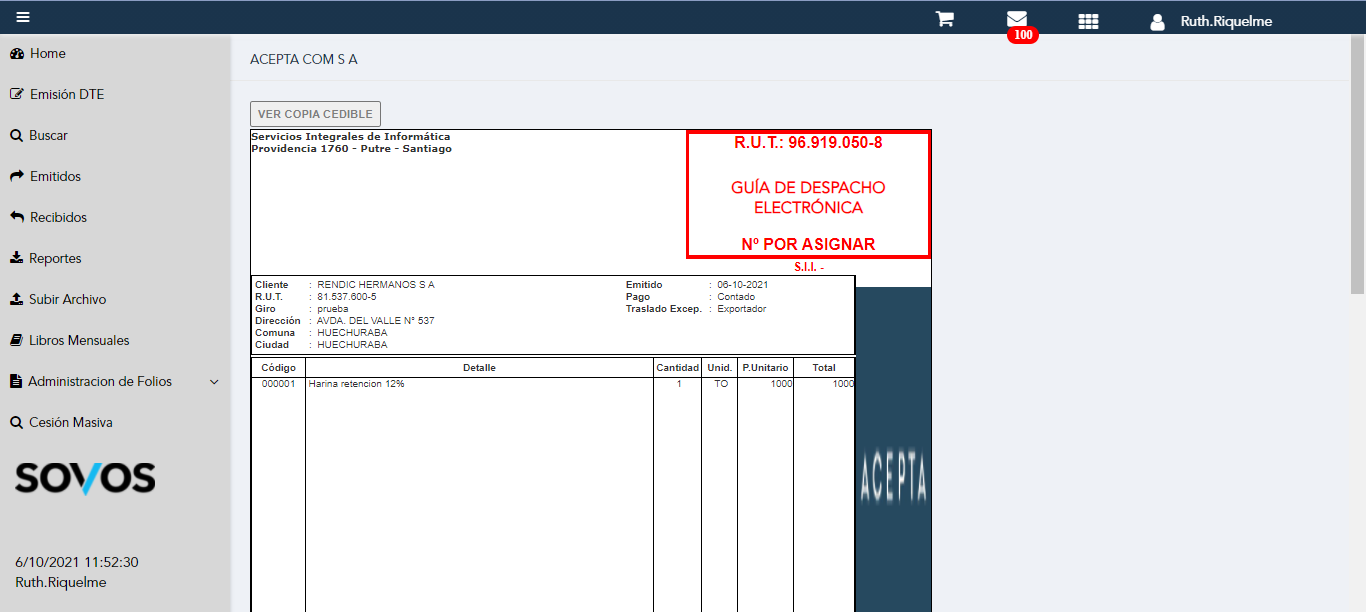 Ruth.Riquelme
100
Home
Emisión DTE
Buscar
Emitidos
Recibidos
Reportes
Subir Archivo
Libros Mensuales
Administracion de Folios
Cesión Masiva
SOVOS
6/10/2021 11:52:30
Ruth.Riquelme
ACEPTA COM S A
VER COPIA CEDIBLE
Servicios Integrales de Informática
Providencia 1760 - Putre - Santiago
R.U.T.: 96.919.050-8
GUÍA DE DESPACHO
ELECTRÓNICA
Nº POR ASIGNAR
S.I.I. -
Cliente : RENDIC HERMANOS S A Emitido : 06-10-2021
R.U.T. : 81.537.600-5 Pago : Contado
Giro : prueba Traslado Excep. : Exportador
Dirección : AVDA. DEL VALLE N° 537
Comuna : HUECHURABA
Ciudad : HUECHURABA
Código Detalle Cantidad Unid. P.Unitario Total
000001 Harina retencion 12% 1 TO 1000 1000
ACEPTA